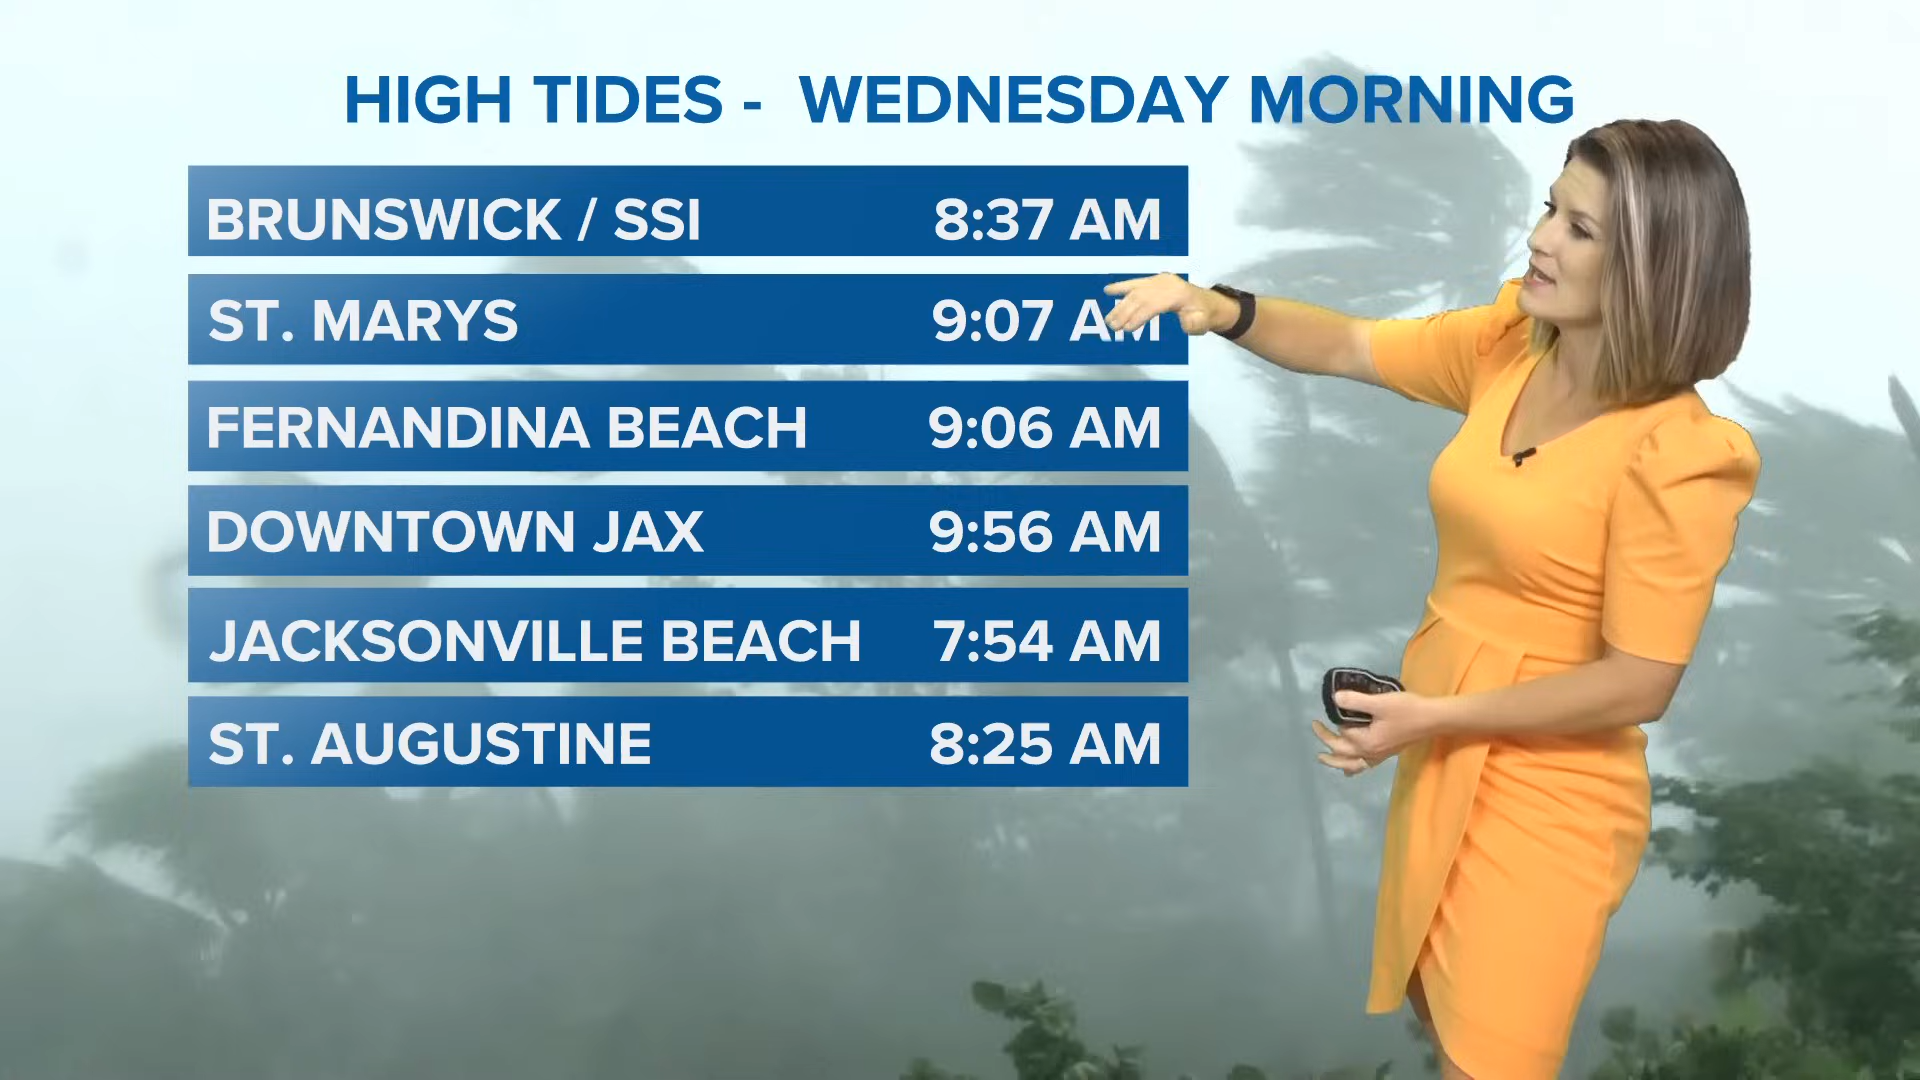 HIGH TIDES - WEDNESDAY MORNING
BRUNSWICK / SSI 8:37 AM
ST. MARYS 9:07 AM
FERNANDINA BEACH 9:06 AM
DOWNTOWN JAX 9:56 AM
JACKSONVILLE BEACH 7:54 AM
ST. AUGUSTINE 8:25 AM